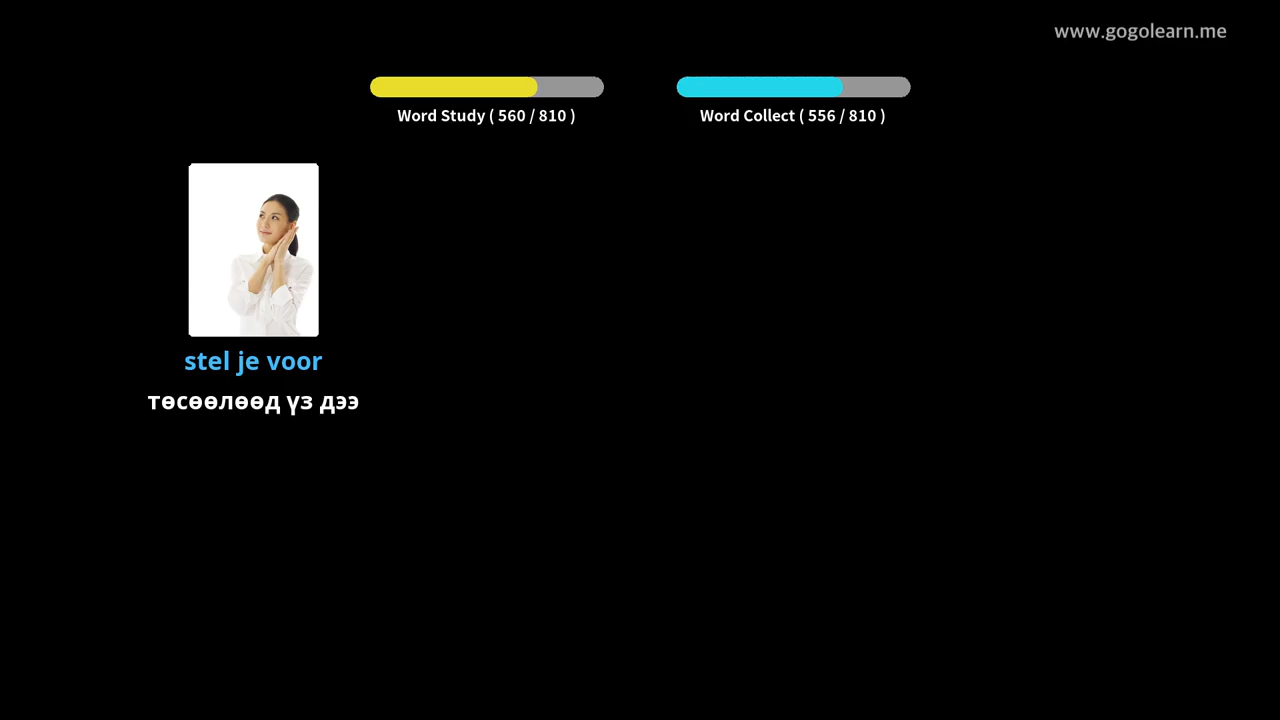 www.gogolearn.me
Word Study ( 560 / 810 )
Word Collect ( 556 / 810 )
stel je voor
төсөөлөөд үз дээ